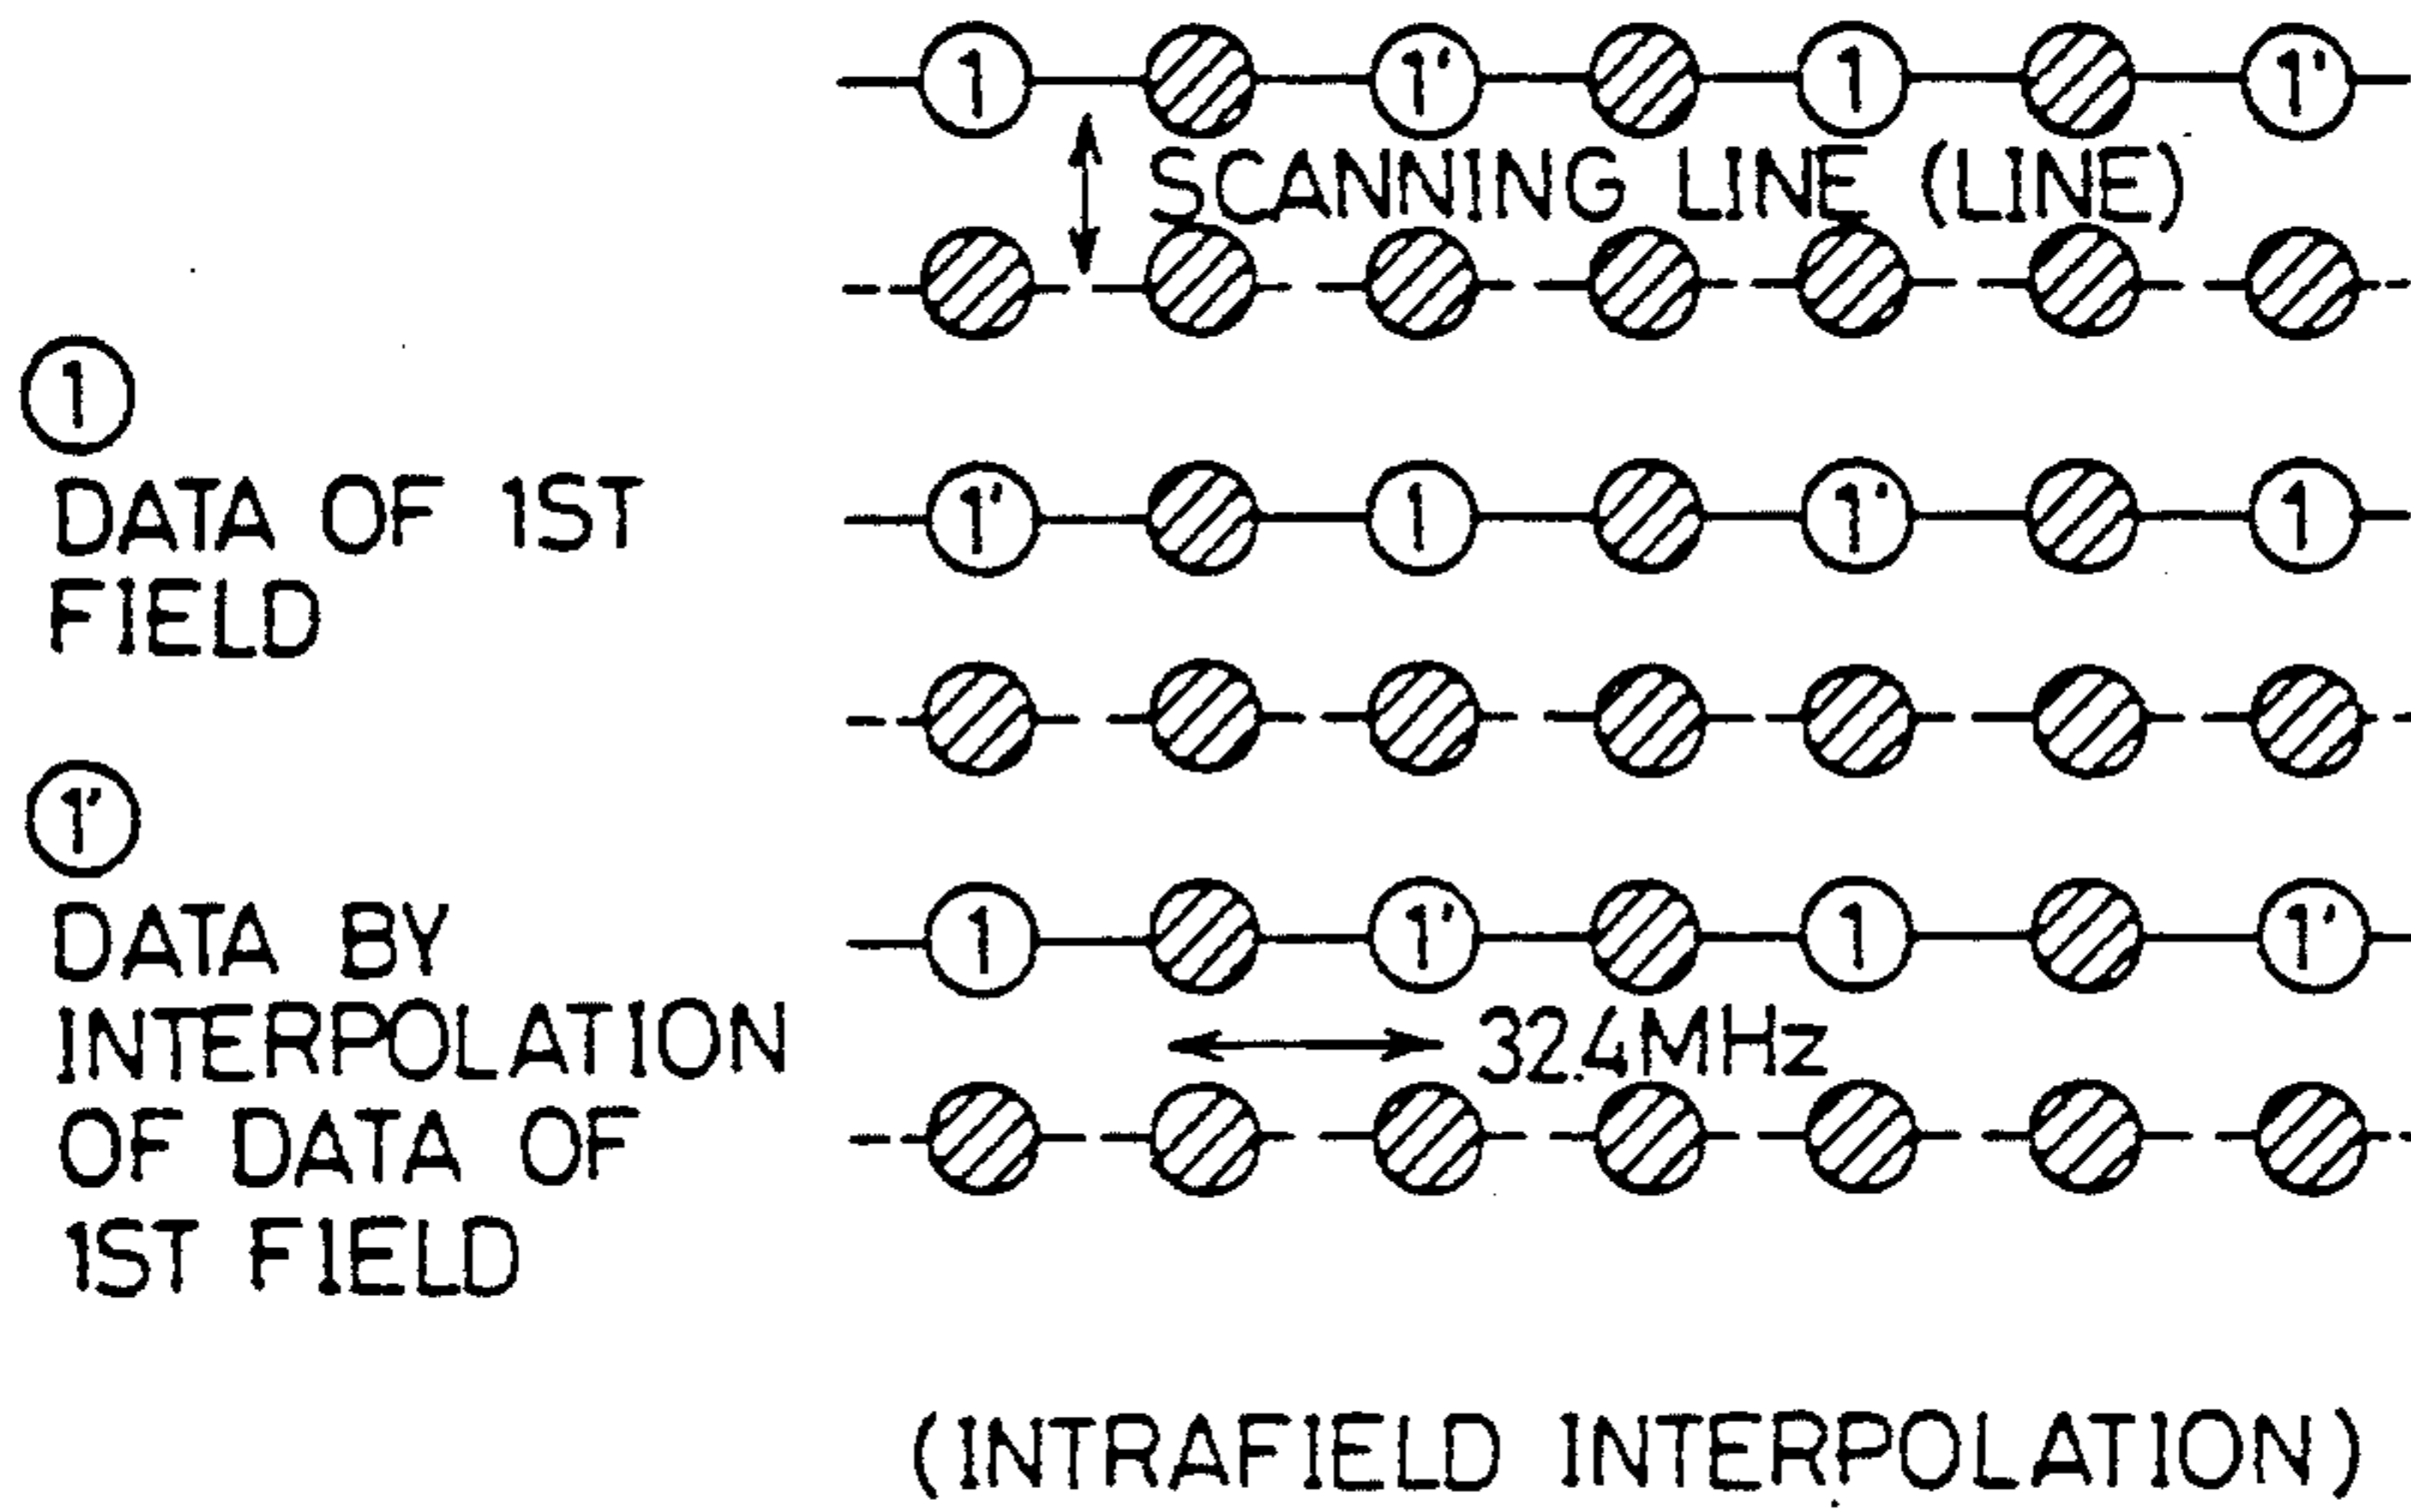 1 1' 1 1'
SCANNING LINE (LINE)
1
DATA OF 1ST
FIELD
1' 1 1' 1
1'
DATA BY
INTERPOLATION
OF DATA OF
1ST FIELD
1 1' 1 1'
32.4MHz
(INTRAFIELD INTERPOLATION)